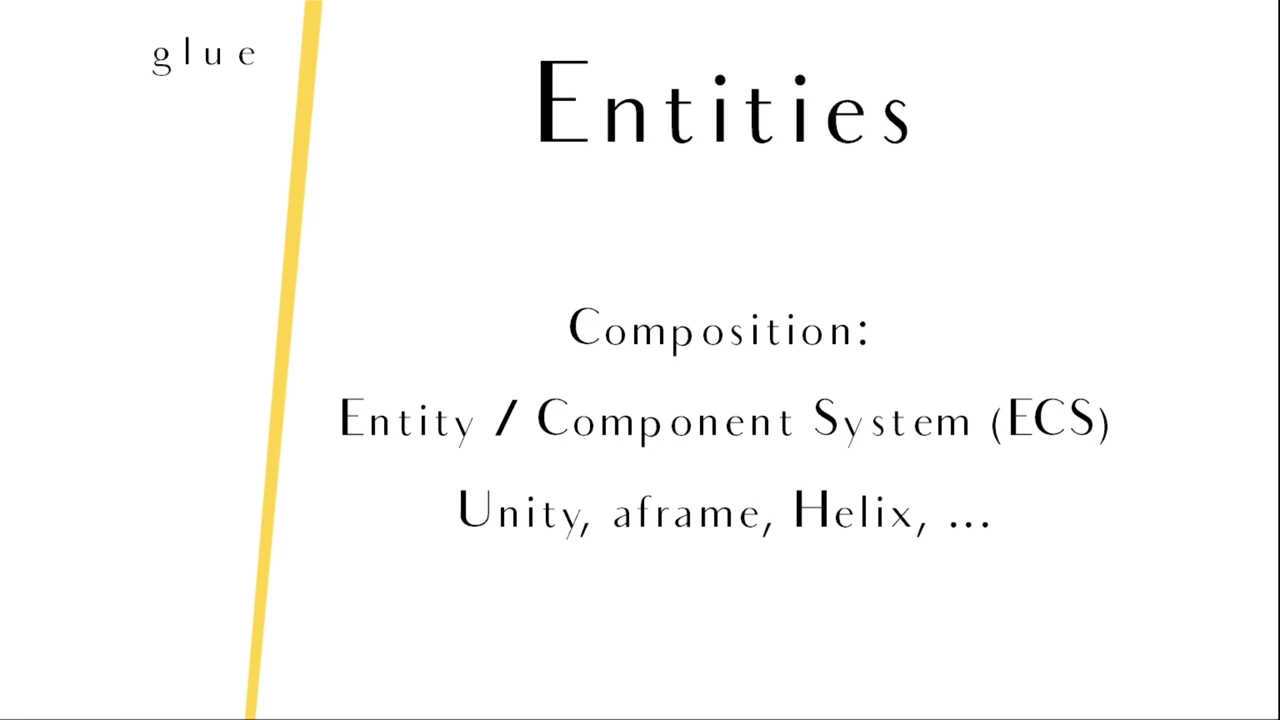 glue
Entities
Composition:
Entity / Component System (ECS)
Unity, aframe, Helix, ...